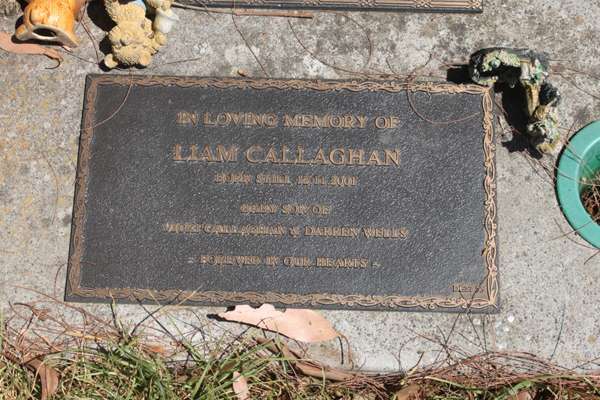 IN LOVING MEMORY OF
LIAM CALLAGHAN
BORN STILL 12.11.2001
BABY SON OF
VICKI CALLAGHAN & DARREN WELLS
~ FOREVER IN OUR HEARTS ~